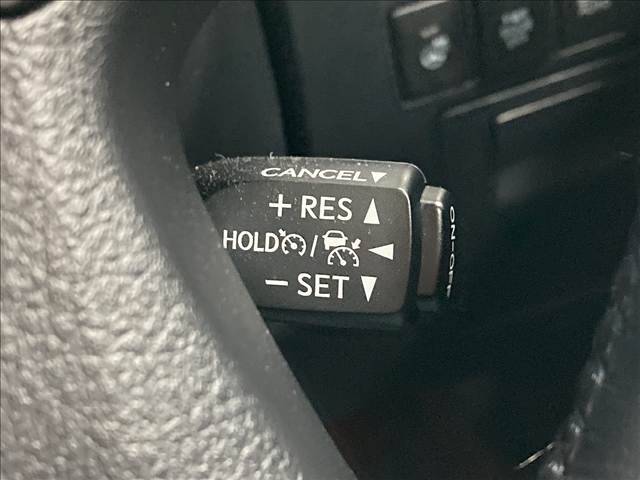 CANCEL▼
+ RES ▲
HOLD / ◀
− SET ▼
ON-OFF